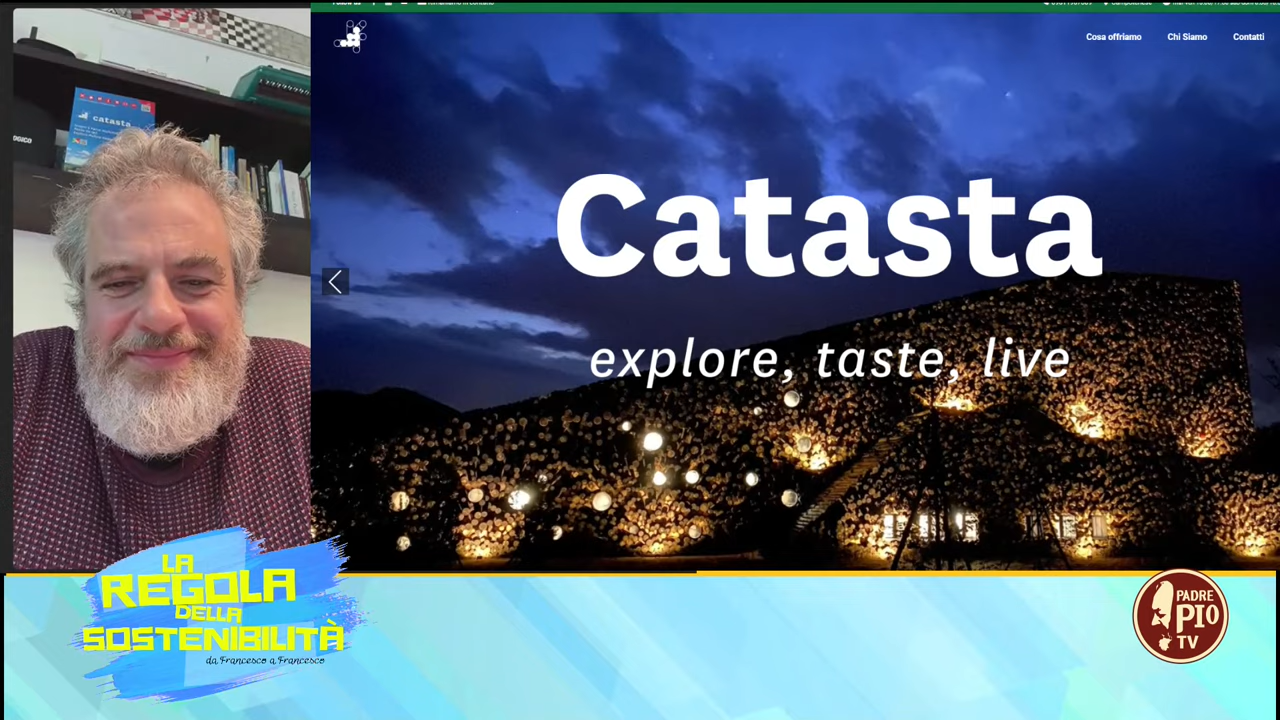 Cosa offriamo
Chi Siamo
Contatti
catasta
Catasta
explore, taste, live
LA
REGOLA
DELLA
SOSTENIBILITÀ
da Francesco a Francesco
PADRE
PIO
TV